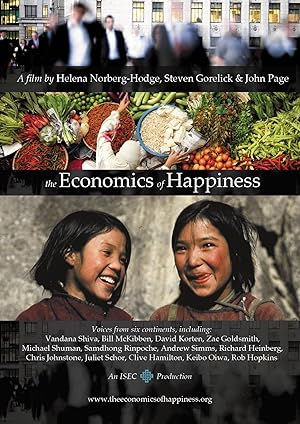 A film by Helena Norberg-Hodge, Steven Gorelick & John Page
the Economics of Happiness
Voices from six continents, including:
Vandana Shiva, Bill McKibben, David Korten, Zac Goldsmith,
Michael Shuman, Samdhong Rinpoche, Andrew Simms, Richard Heinberg,
Chris Johnstone, Juliet Schor, Clive Hamilton, Keibo Oiwa, Rob Hopkins
An ISEC Production
www.theeconomicsofhappiness.org